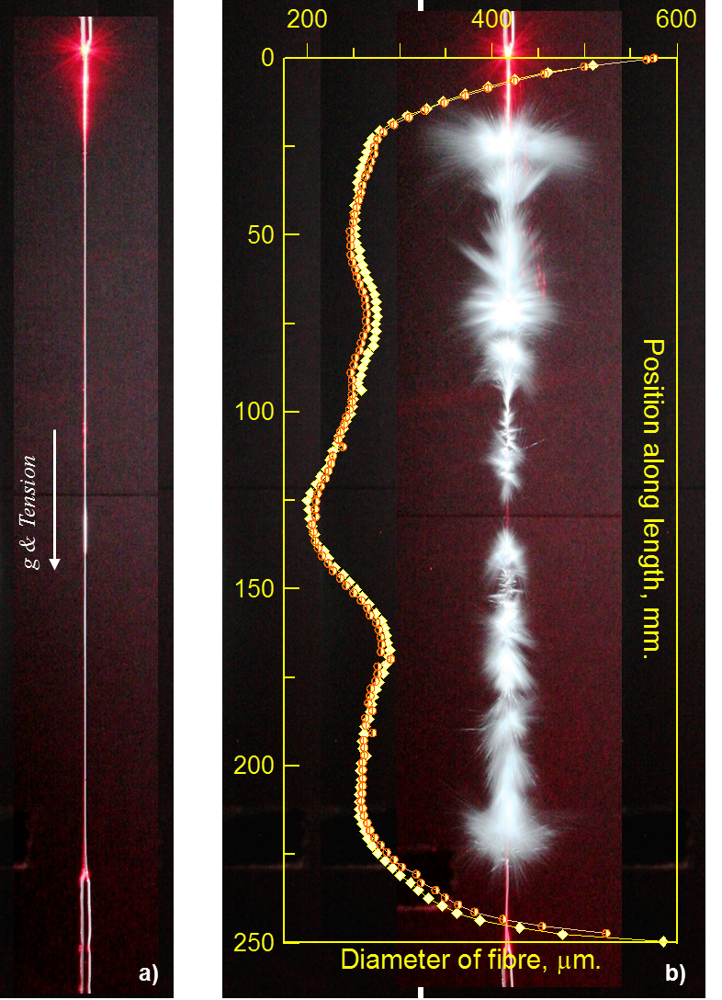 200 400 600
0
50
100
150
200
250
g & Tension
Position along length, mm.
Diameter of fibre, μm.
a)
b)